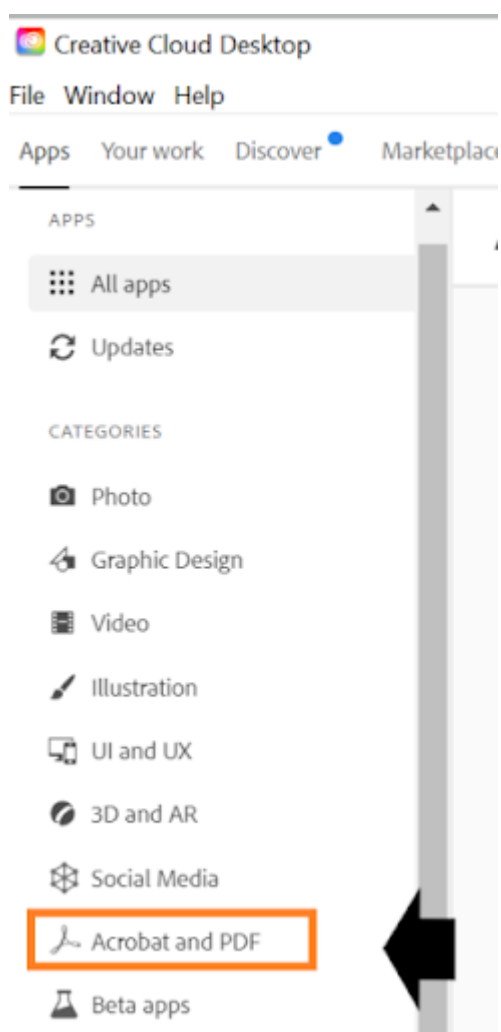 Creative Cloud Desktop
File Window Help
Apps Your work Discover Marketplace
APPS
All apps
Updates
CATEGORIES
Photo
Graphic Design
Video
Illustration
UI and UX
3D and AR
Social Media
Acrobat and PDF
Beta apps